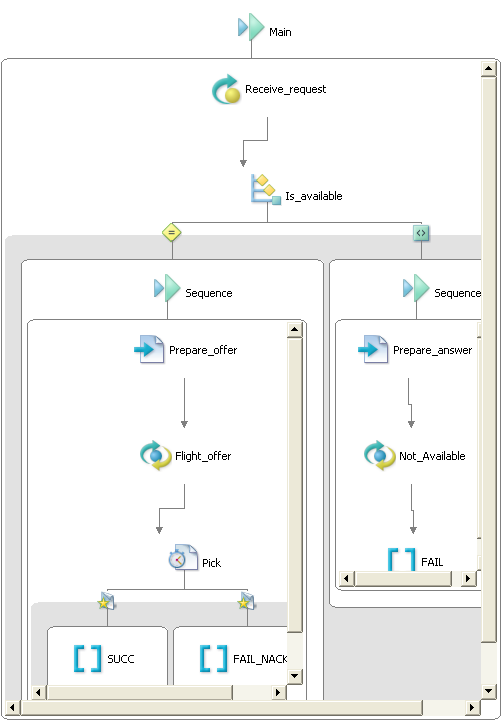 Main
Receive_request
Is_available
=
<>
Sequence
Sequence
Prepare_offer
Prepare_answer
Flight_offer
Not_Available
Pick
FAIL
SUCC
FAIL_NACK